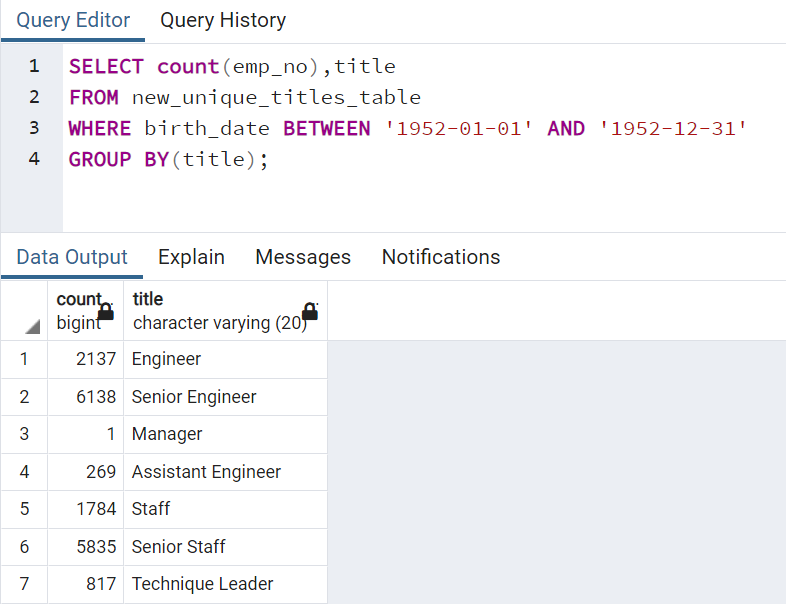 Query Editor Query History
1 SELECT count(emp_no),title
2 FROM new_unique_titles_table
3 WHERE birth_date BETWEEN '1952-01-01' AND '1952-12-31'
4 GROUP BY(title);
Data Output Explain Messages Notifications
count title
bigint character varying (20)
1 2137 Engineer
2 6138 Senior Engineer
3 1 Manager
4 269 Assistant Engineer
5 1784 Staff
6 5835 Senior Staff
7 817 Technique Leader